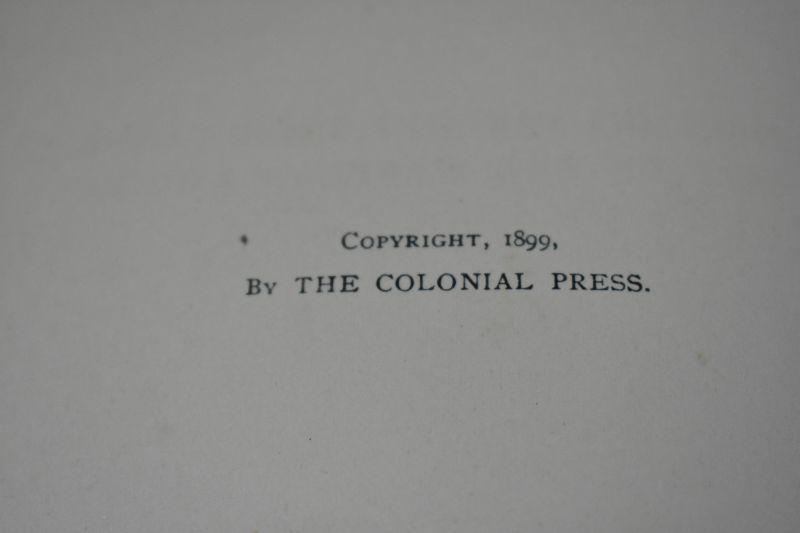 Copyright, 1899,
By THE COLONIAL PRESS.